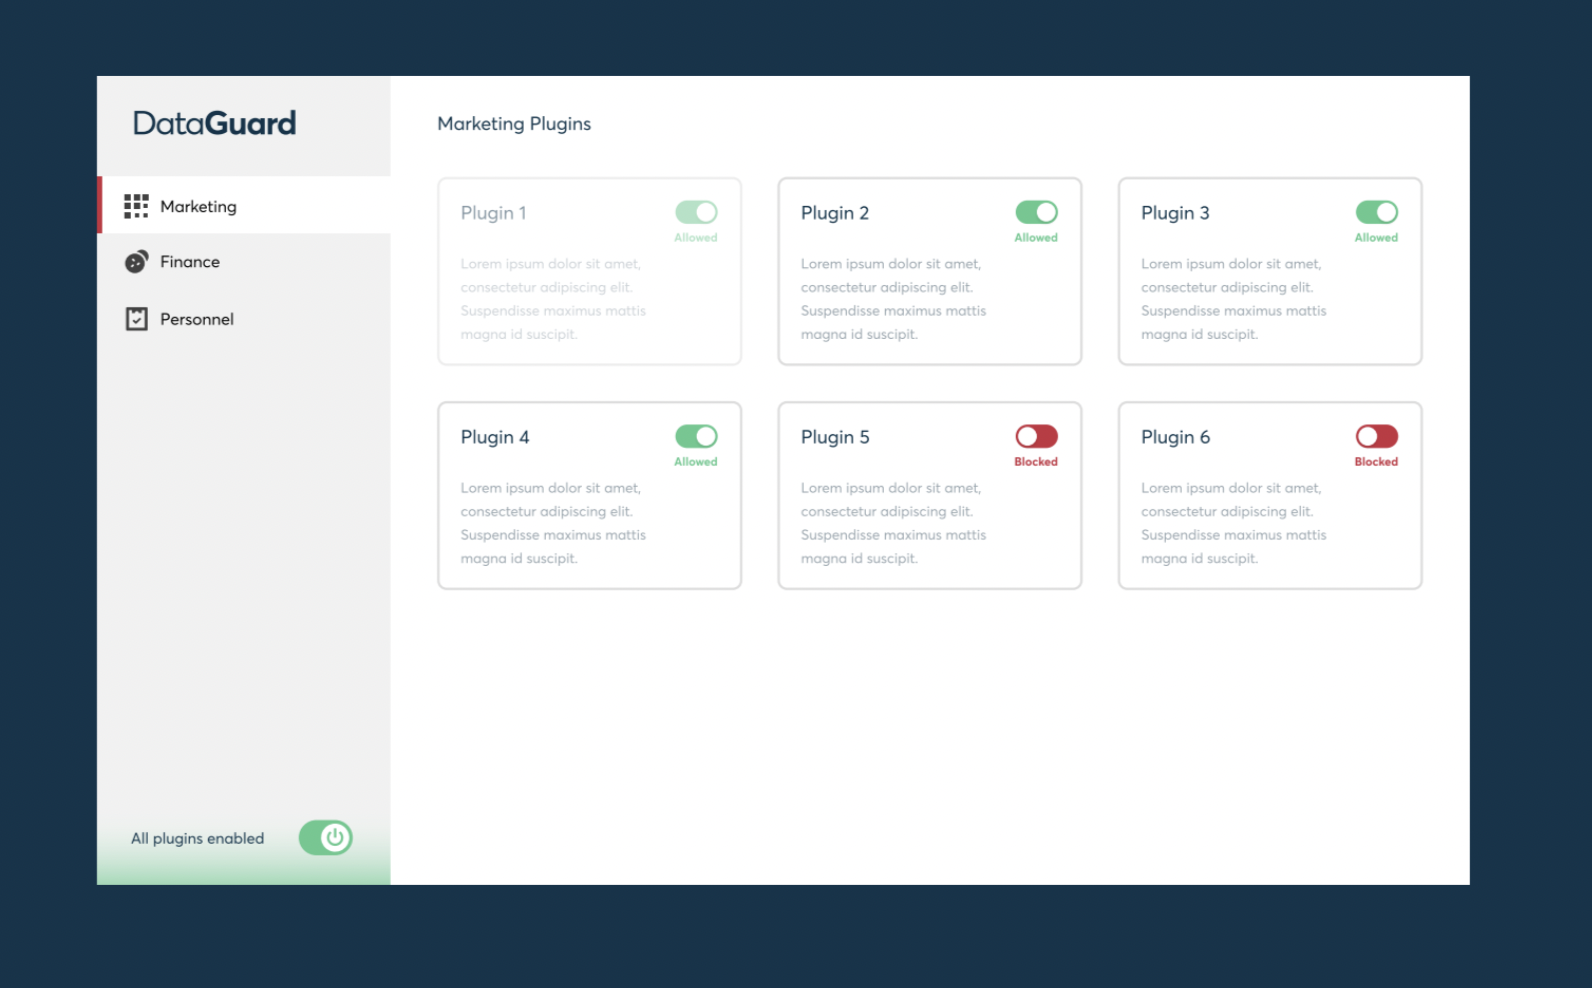 DataGuard
Marketing
Finance
Personnel
All plugins enabled
Marketing Plugins
Plugin 1
Allowed
Lorem ipsum dolor sit amet,
consectetur adipiscing elit.
Suspendisse maximus mattis
magna id suscipit.
Plugin 2
Allowed
Lorem ipsum dolor sit amet,
consectetur adipiscing elit.
Suspendisse maximus mattis
magna id suscipit.
Plugin 3
Allowed
Lorem ipsum dolor sit amet,
consectetur adipiscing elit.
Suspendisse maximus mattis
magna id suscipit.
Plugin 4
Allowed
Lorem ipsum dolor sit amet,
consectetur adipiscing elit.
Suspendisse maximus mattis
magna id suscipit.
Plugin 5
Blocked
Lorem ipsum dolor sit amet,
consectetur adipiscing elit.
Suspendisse maximus mattis
magna id suscipit.
Plugin 6
Blocked
Lorem ipsum dolor sit amet,
consectetur adipiscing elit.
Suspendisse maximus mattis
magna id suscipit.